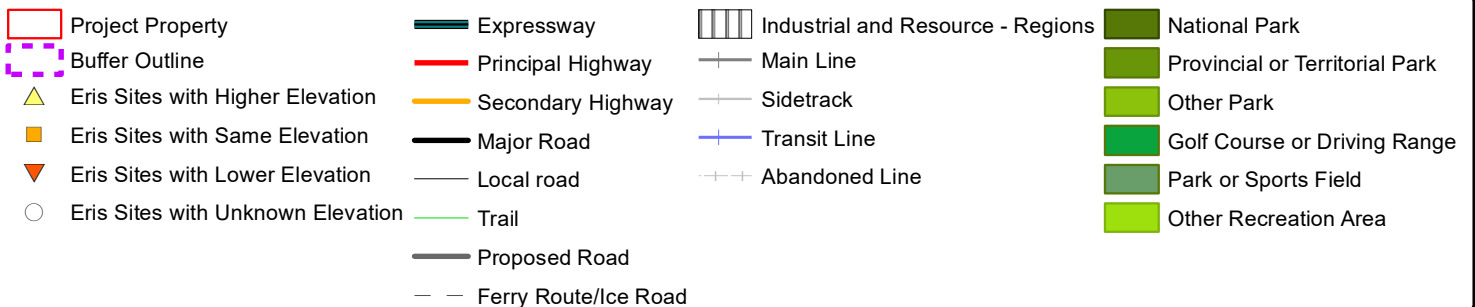 Project Property
Buffer Outline
Eris Sites with Higher Elevation
Eris Sites with Same Elevation
Eris Sites with Lower Elevation
Eris Sites with Unknown Elevation
Expressway
Principal Highway
Secondary Highway
Major Road
Local road
Trail
Proposed Road
Ferry Route/Ice Road
Industrial and Resource - Regions
Main Line
Sidetrack
Transit Line
Abandoned Line
National Park
Provincial or Territorial Park
Other Park
Golf Course or Driving Range
Park or Sports Field
Other Recreation Area